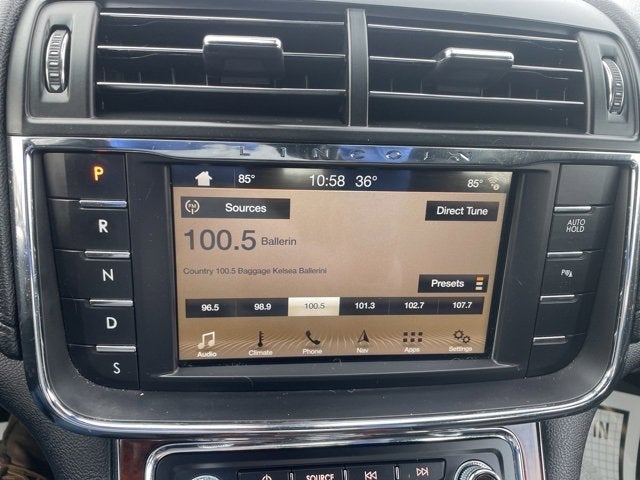 LINCOLN
P
R
N
D
S
85° 10:58 36° 85°
FM
Sources
Direct Tune
100.5 Ballerin
Country 100.5 Baggage Kelsea Ballerini
Presets
96.5 98.9 100.5 101.3 102.7 107.7
Audio Climate Phone Nav Apps Settings
AUTO
HOLD
SOURCE